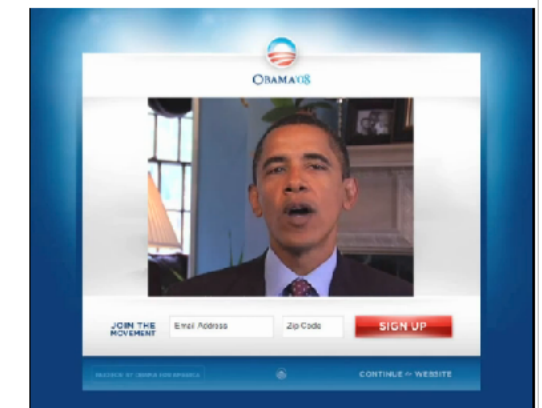 OBAMA'08
JOIN THE
MOVEMENT
Email Address
Zip Code
SIGN UP
CONTINUE TO WEBSITE